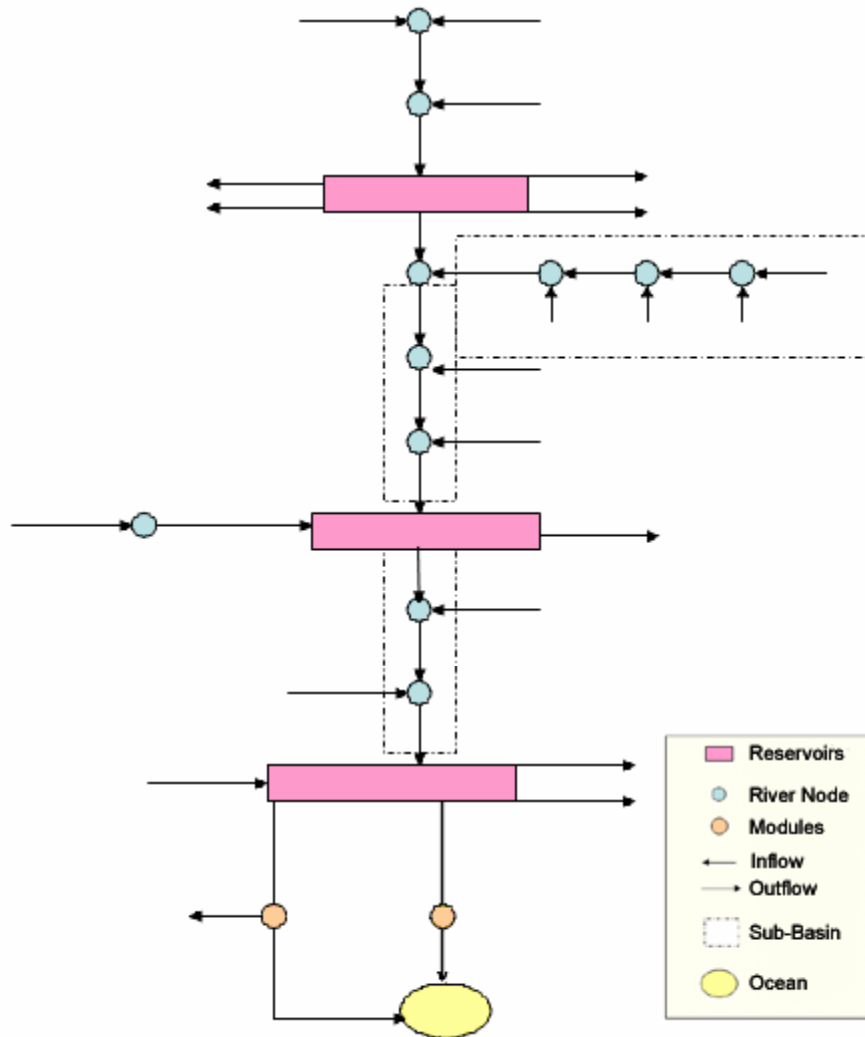 Reservoirs
River Node
Modules
Inflow
Outflow
Sub-Basin
Ocean